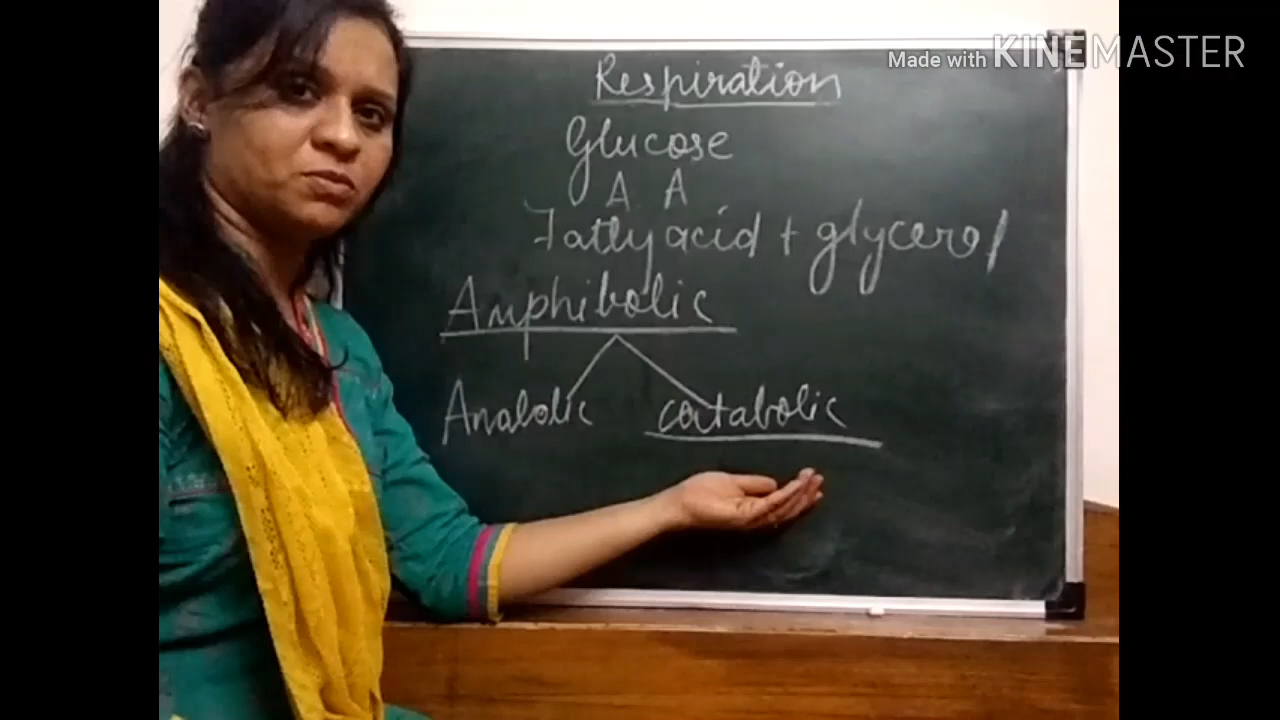 Made with KINEMASTER
Respiration
Glucose
A A
Fatty acid + glycerol
Amphibolic
Anabolic catabolic